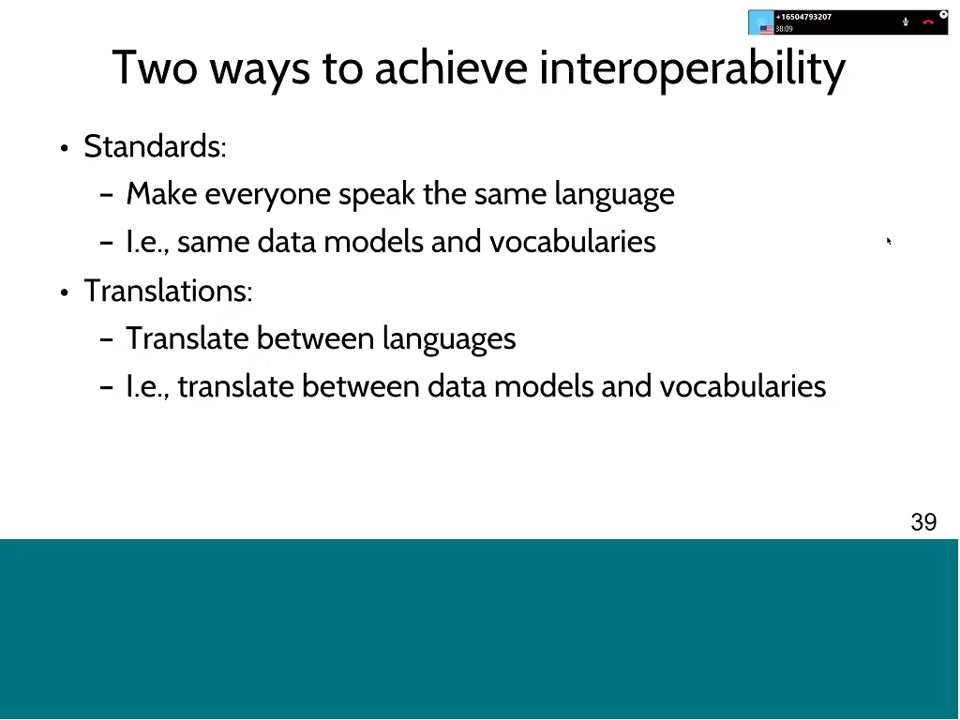 +16504793207
38:09
Two ways to achieve interoperability
• Standards:
– Make everyone speak the same language
– I.e., same data models and vocabularies
• Translations:
– Translate between languages
– I.e., translate between data models and vocabularies
39